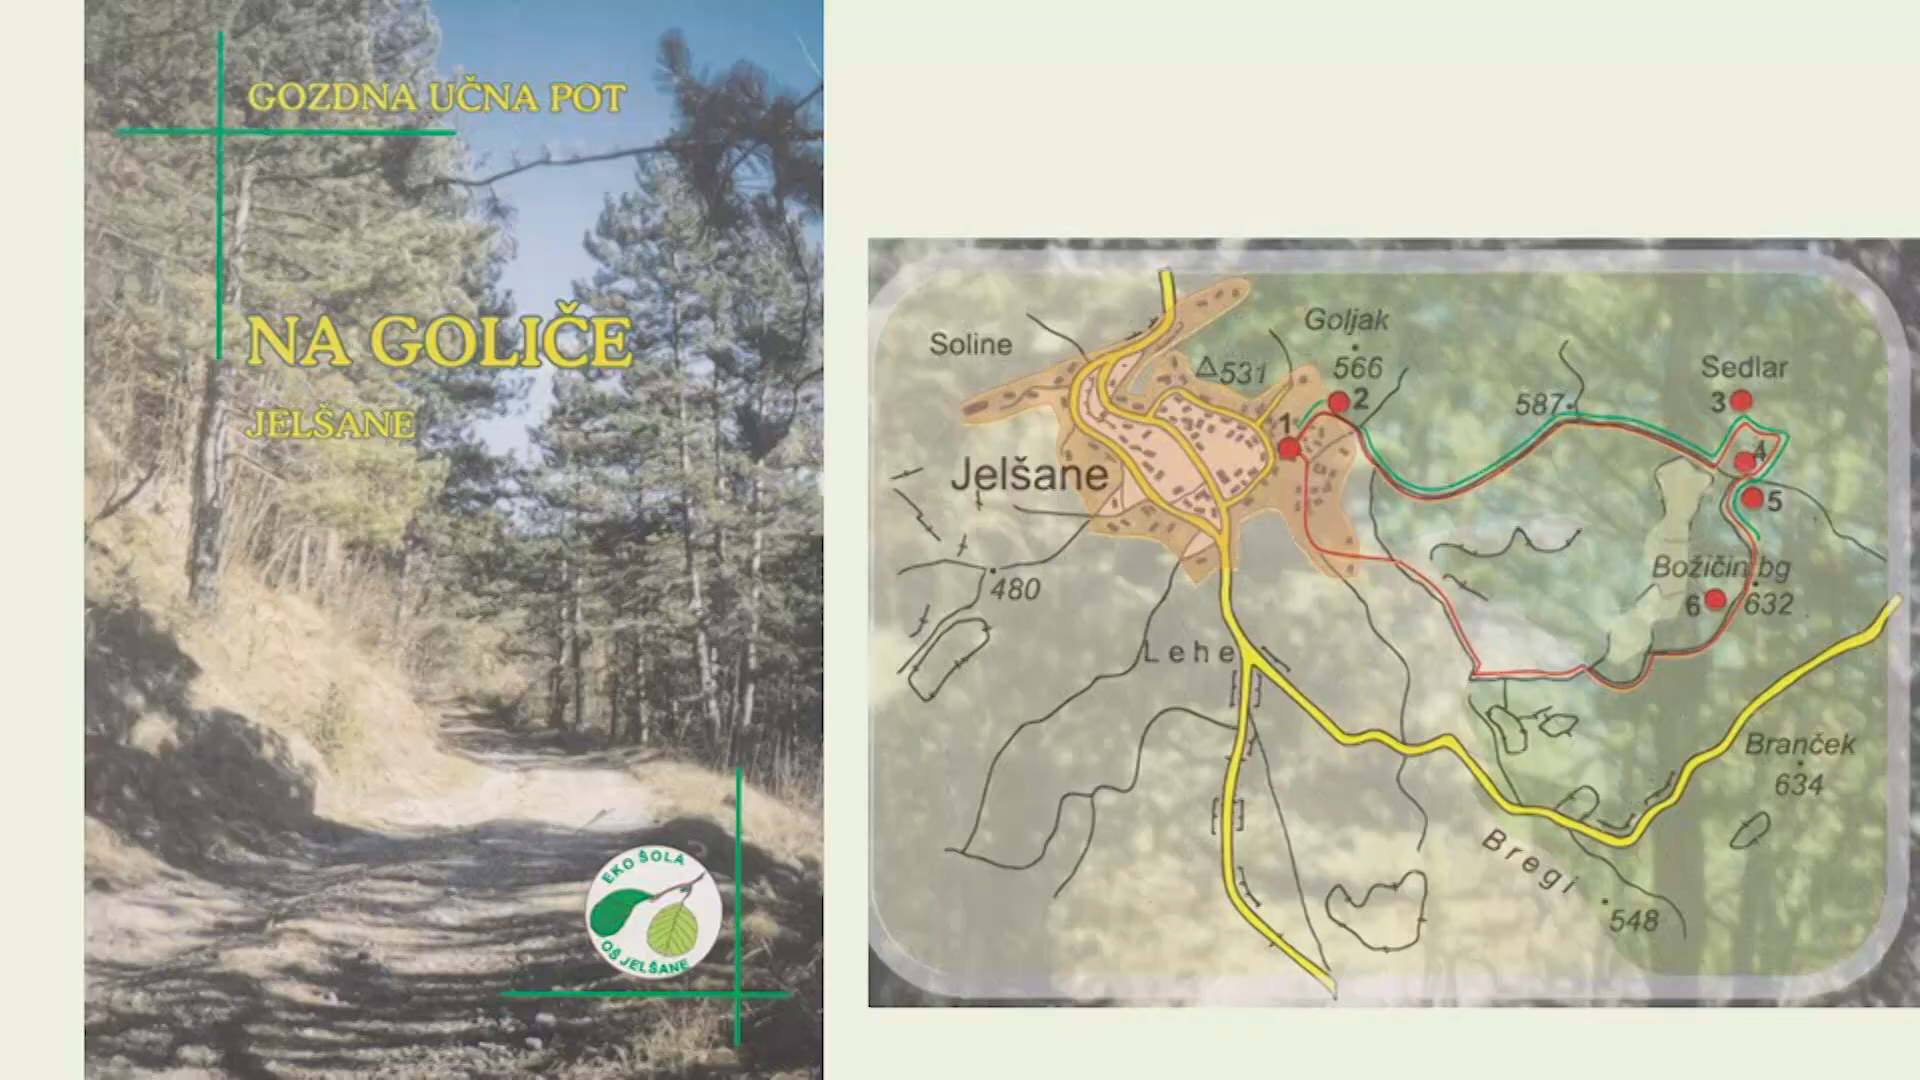 GOZDNA UČNA POT
NA GOLIČE
JELŠANE
EKO ŠOLA
OŠ JELŠANE
Soline
Goljak
566
531
Sedlar
1
2
587
3
4
5
Jelšane
480
Božičin bg
6
632
Lehe
Branček
634
Bregi
548